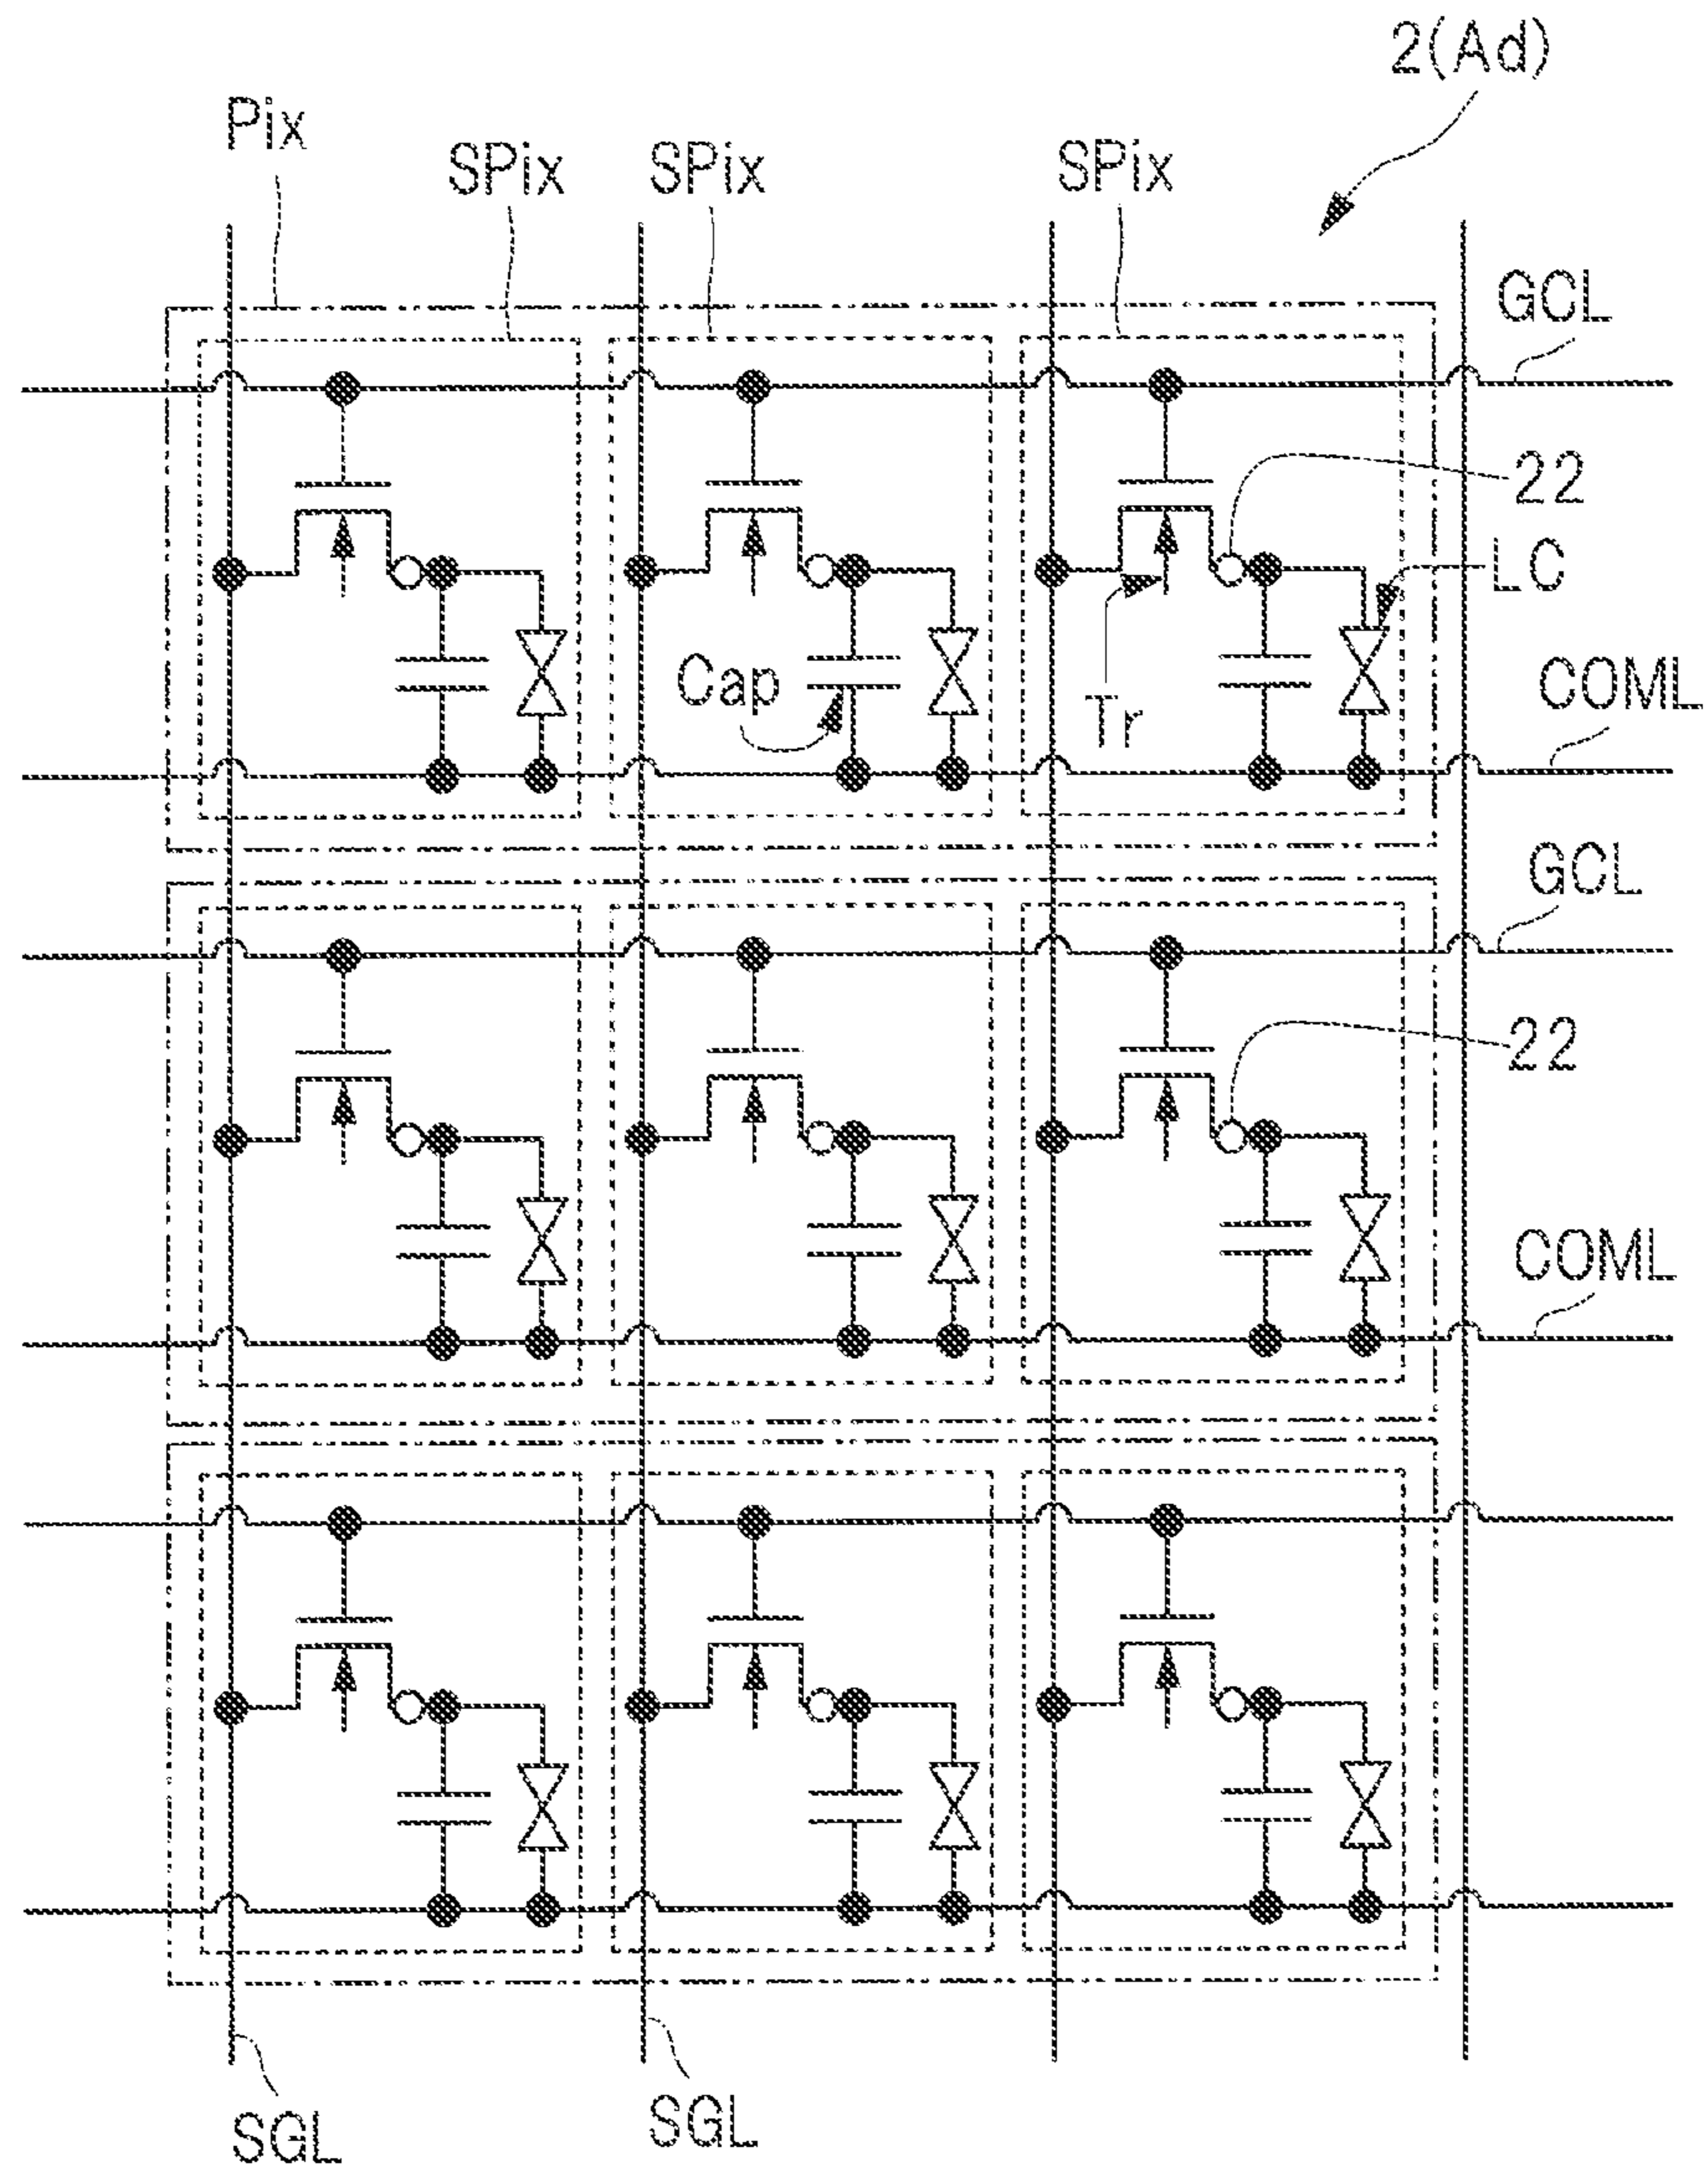 2(Ad)
Pix
SPix
SPix
SPix
GCL
22
LC
Cap
Tr
COML
GCL
22
COML
SGL
SGL